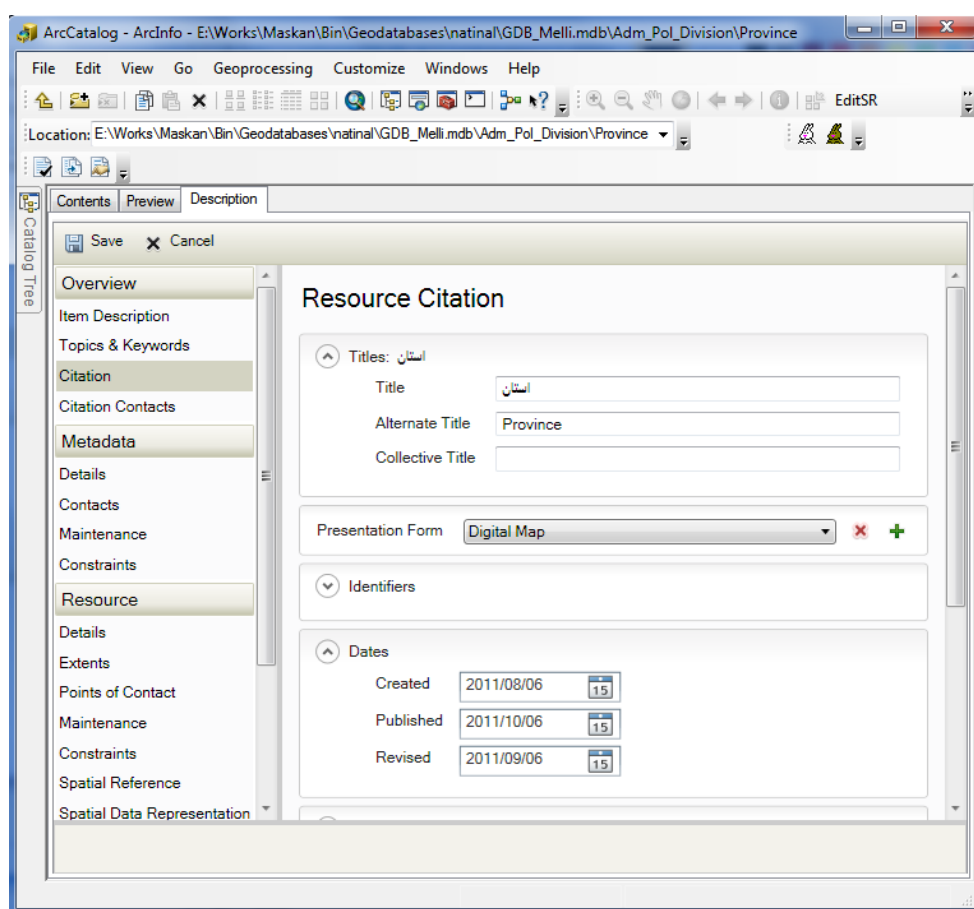 ArcCatalog - ArcInfo - E:\Works\Maskan\Bin\Geodatabases\natinal\GDB_Melli.mdb\Adm_Pol_Division\Province
File Edit View Go Geoprocessing Customize Windows Help
EditSR
Location: E:\Works\Maskan\Bin\Geodatabases\natinal\GDB_Melli.mdb\Adm_Pol_Division\Province
Catalog Tree
Contents Preview Description
Save Cancel
Overview
Item Description
Topics & Keywords
Citation
Citation Contacts
Metadata
Details
Contacts
Maintenance
Constraints
Resource
Details
Extents
Points of Contact
Maintenance
Constraints
Spatial Reference
Spatial Data Representation
Resource Citation
Titles: استان
Title استان
Alternate Title Province
Collective Title
Presentation Form Digital Map
Identifiers
Dates
Created 2011/08/06 15
Published 2011/10/06 15
Revised 2011/09/06 15